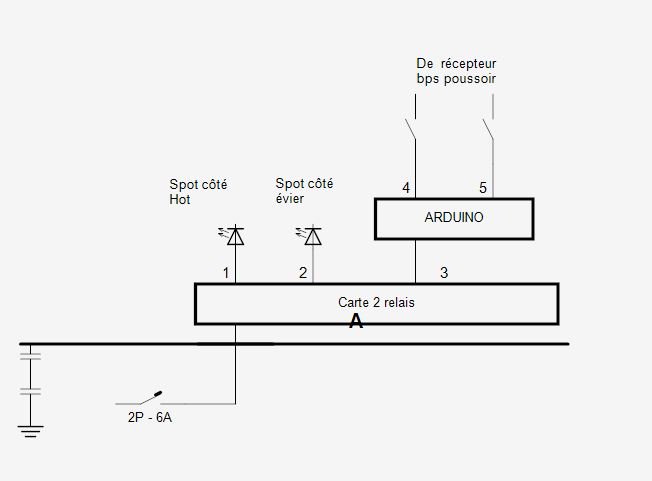 De récepteur
bps poussoir
Spot côté
Hot
Spot côté
évier
4
5
ARDUINO
1
2
3
Carte 2 relais
A
2P - 6A